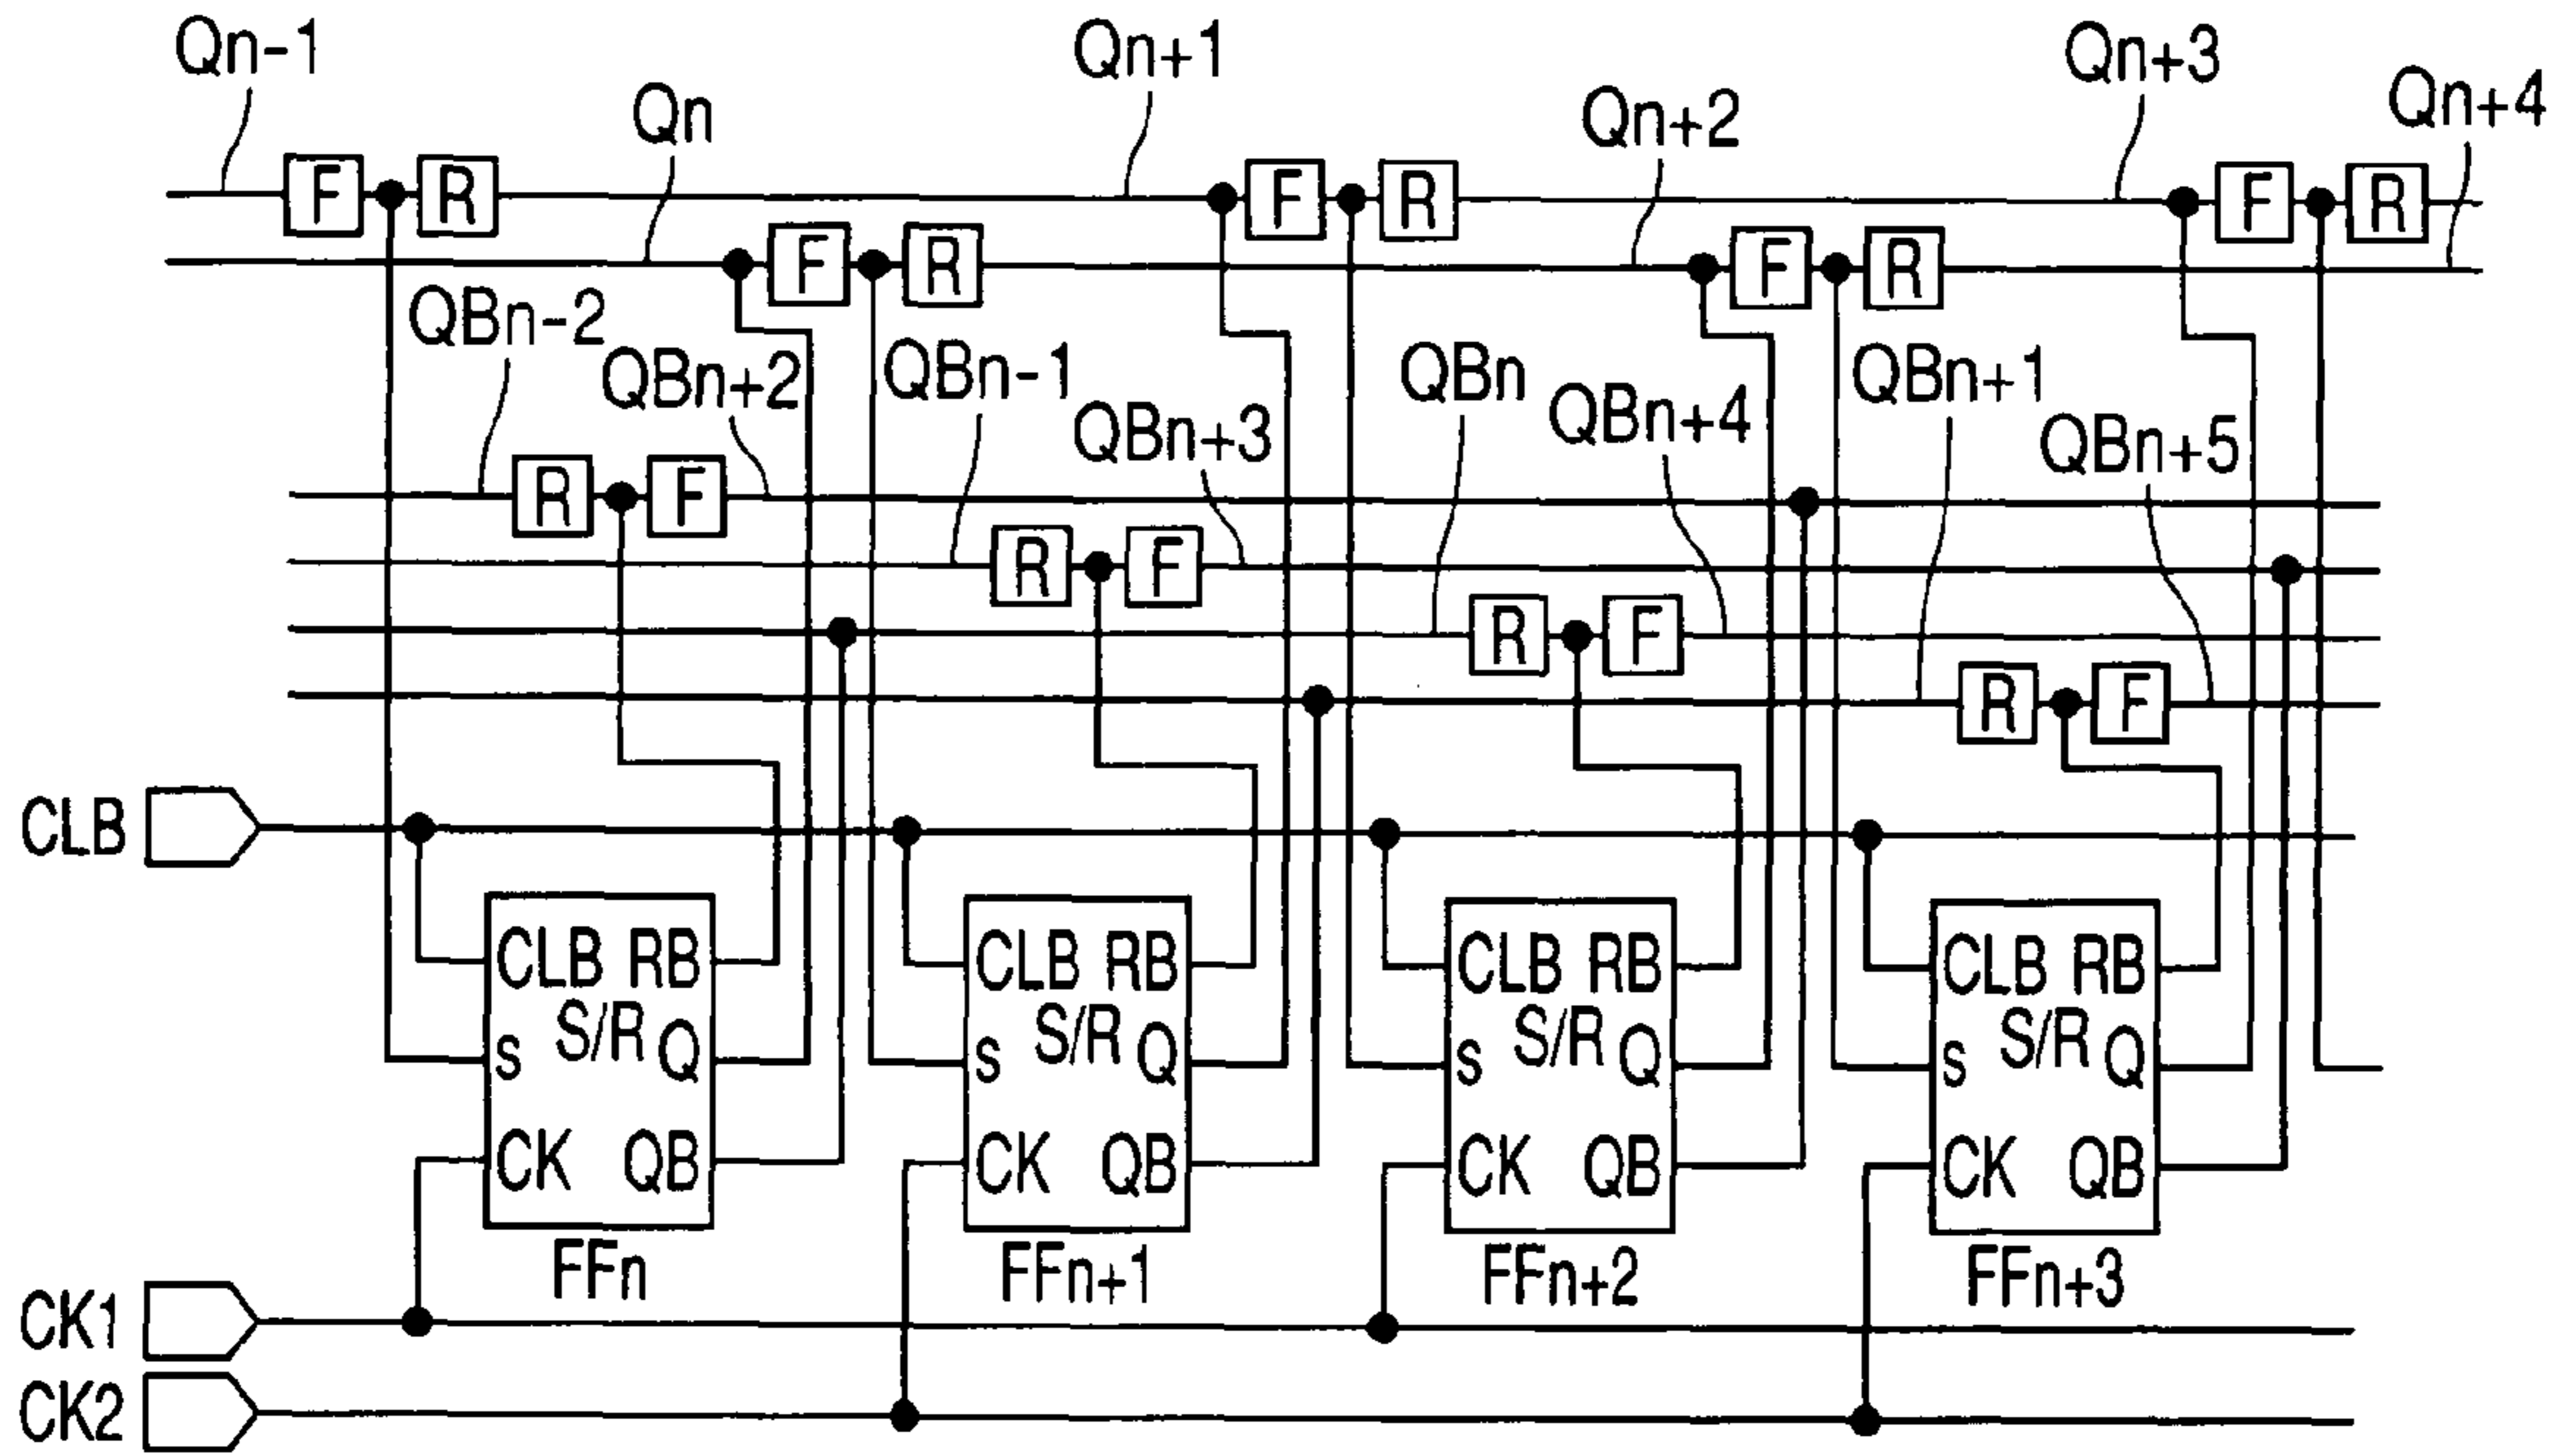 Qn-1
Qn+1
Qn+3
Qn
Qn+2
Qn+4
F R F R F R
F R F R
QBn-2
QBn+2
QBn-1
QBn+3
QBn
QBn+4
QBn+1
QBn+5
R F
R F
R F
R F
CLB
CLB RB CLB RB CLB RB CLB RB
S/R S/R S/R S/R
S Q S Q S Q S Q
CK QB CK QB CK QB CK QB
FFn FFn+1 FFn+2 FFn+3
CK1
CK2